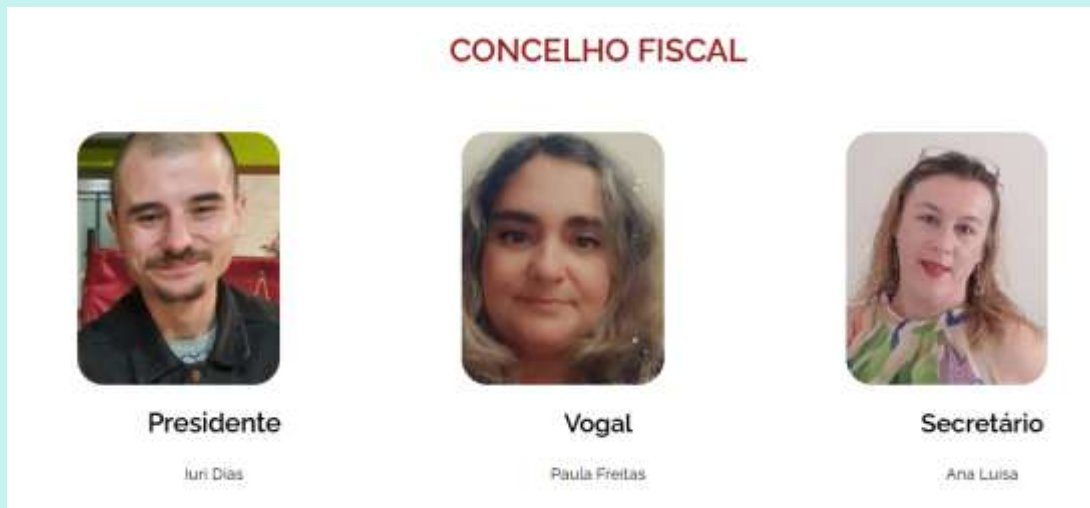 CONCELHO FISCAL
Presidente Vogal Secretário
Iuri Dias Paula Freitas Ana Luisa